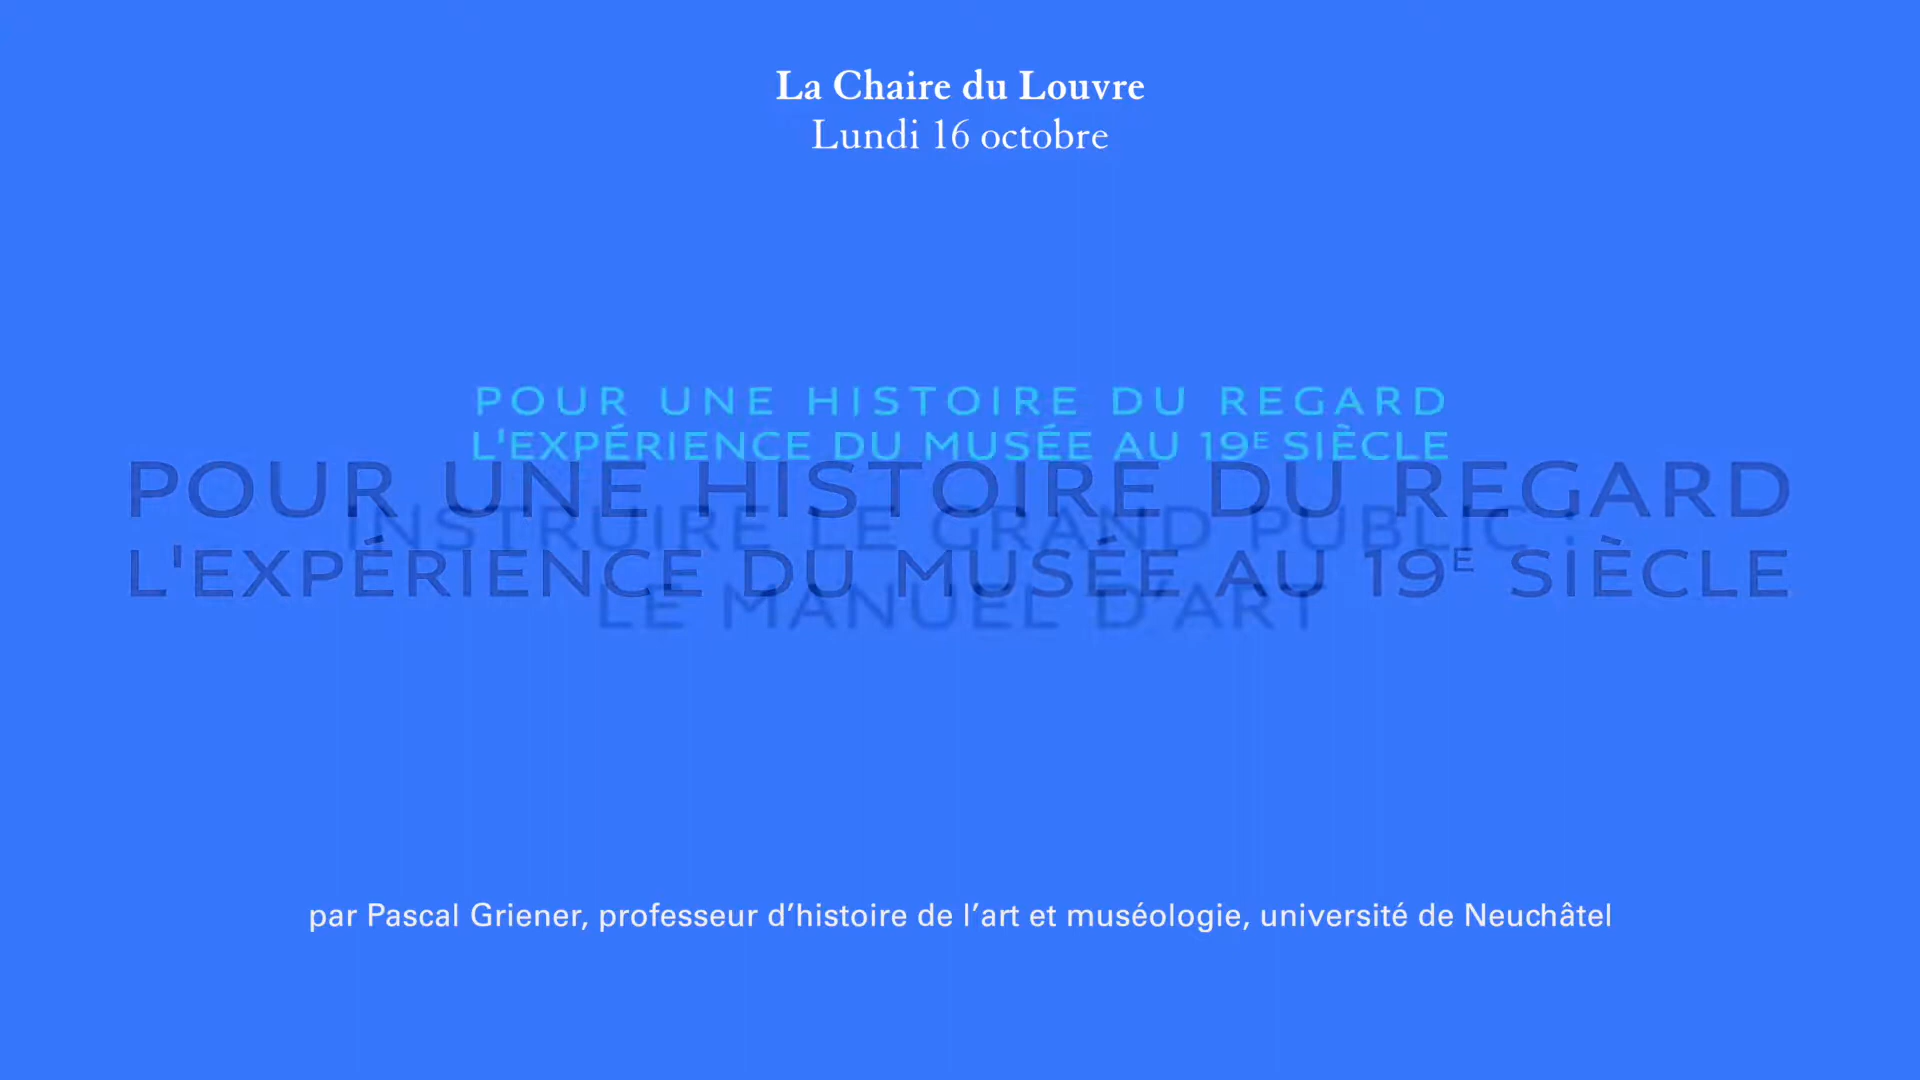 La Chaire du Louvre
Lundi 16 octobre
POUR UNE HISTOIRE DU REGARD
L'EXPÉRIENCE DU MUSÉE AU 19E SIÈCLE
POUR UNE HISTOIRE DU REGARD
INSTRUIRE LE GRAND PUBLIC :
L'EXPÉRIENCE DU MUSÉE AU 19E SIÈCLE
LE MANUEL D’ART
par Pascal Griener, professeur d’histoire de l’art et muséologie, université de Neuchâtel